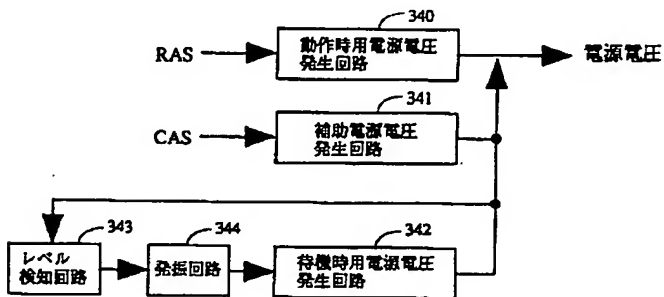 340
RAS
動作時用電源電圧
発生回路
電源電圧
341
CAS
補助電源電圧
発生回路
343
レベル
検知回路
344
発振回路
342
待機時用電源電圧
発生回路